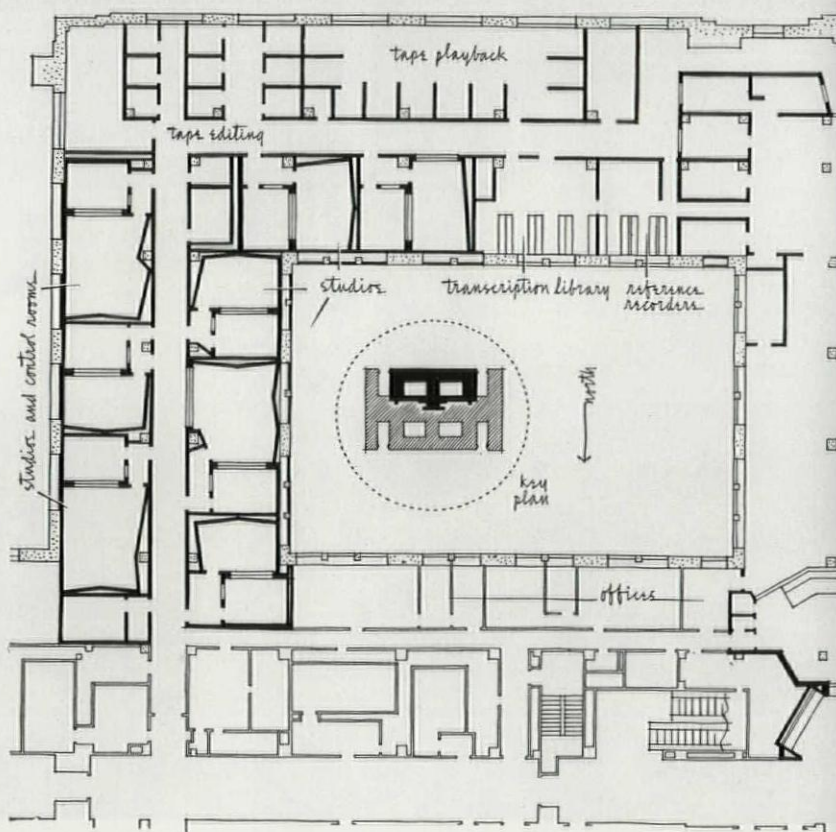 tape playback
tape editing
studios
transcription library
reference
recorders
studios and control rooms
north
key
plan
offices